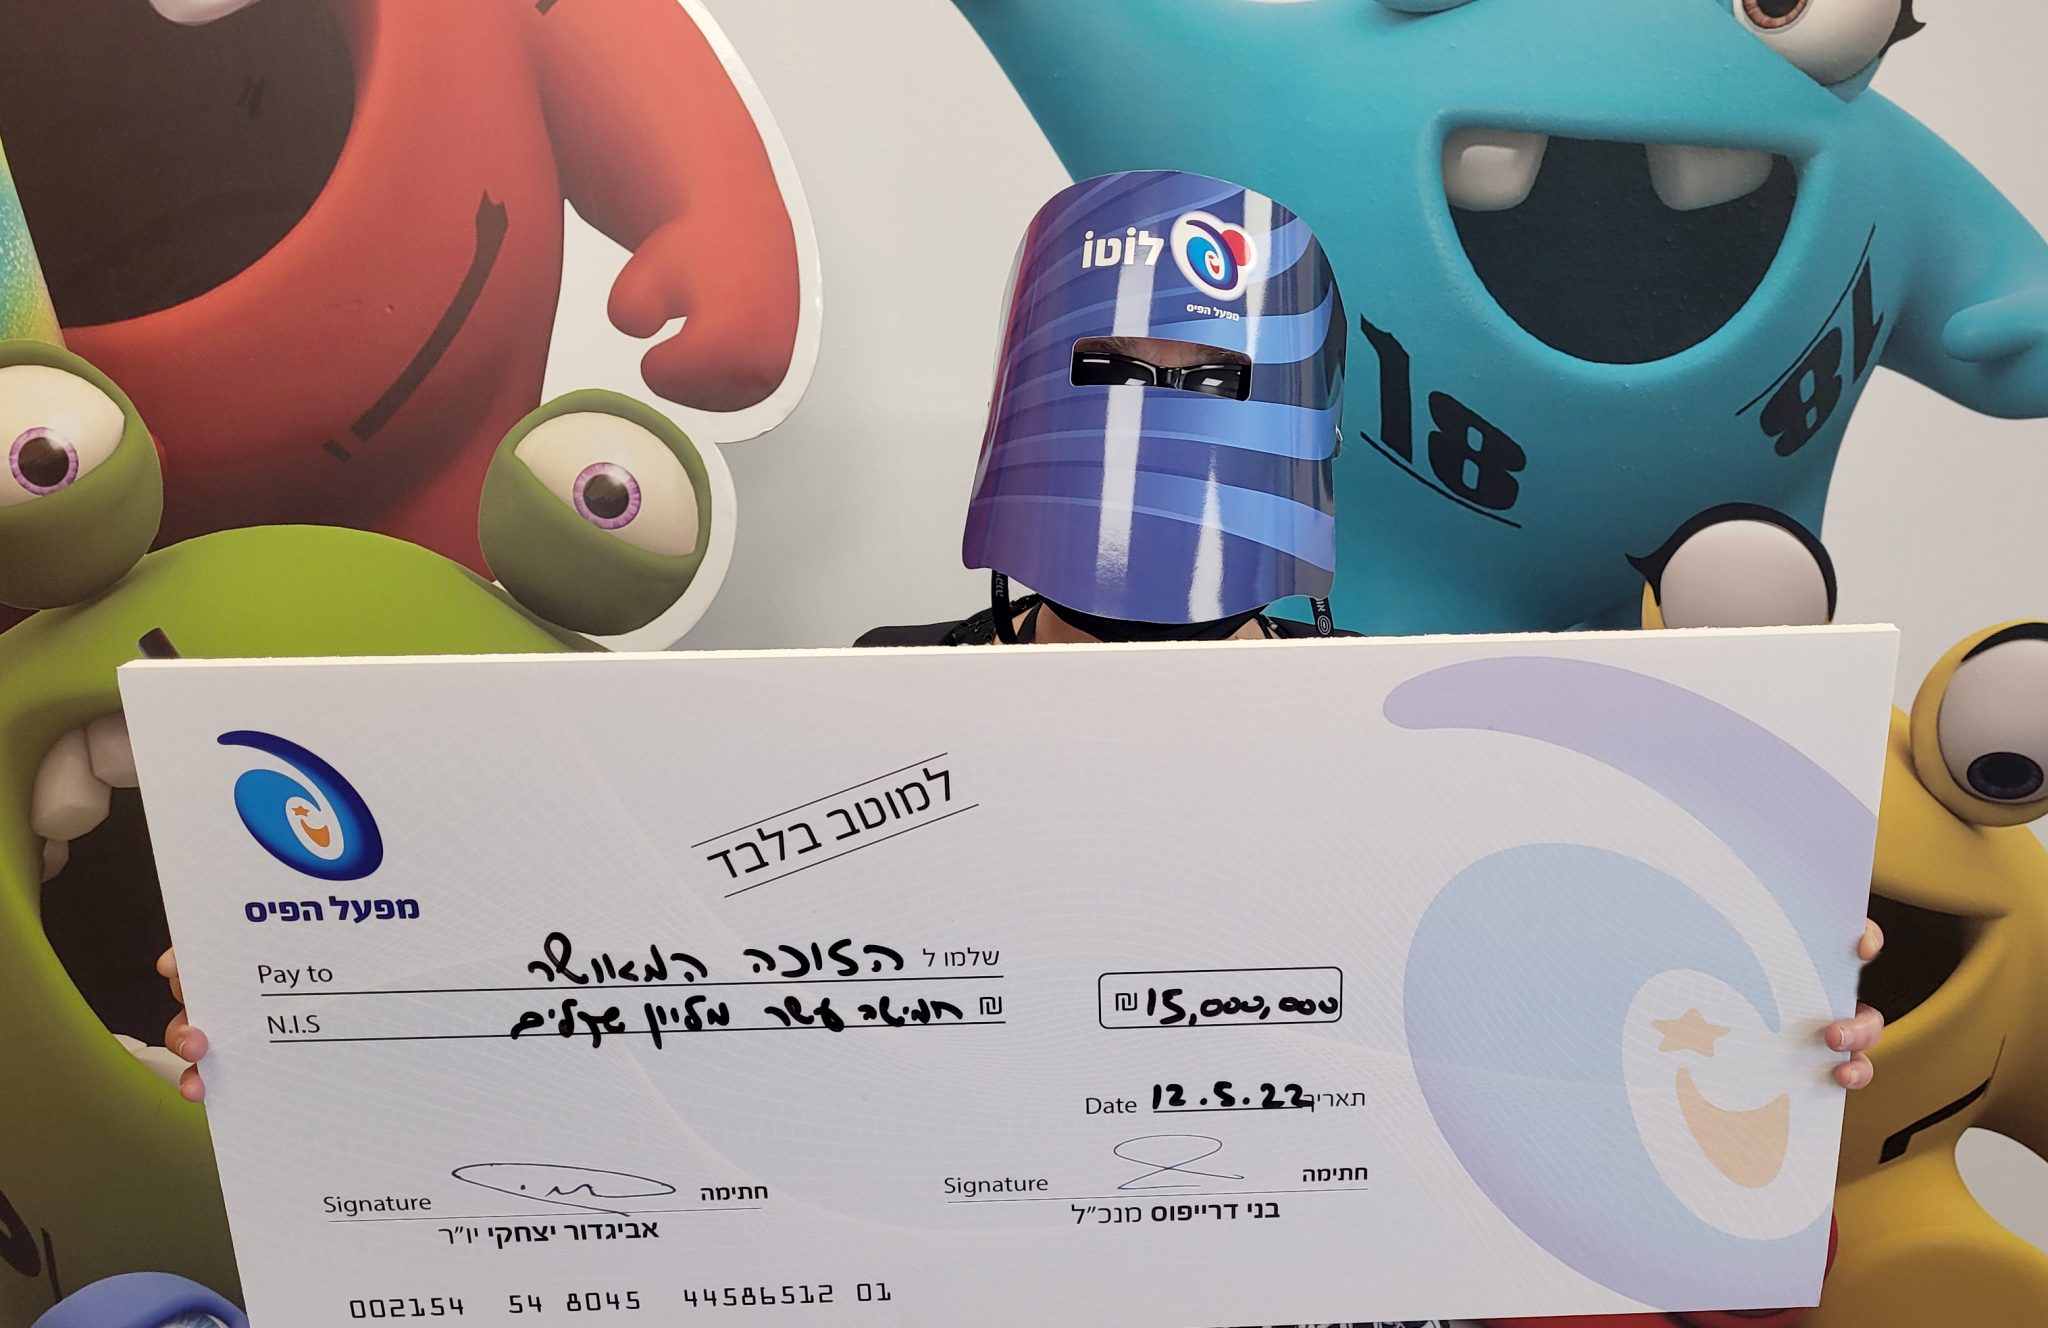 לוֹטוֹ
מפעל הפיס
18
18
מפעל הפיס
למוטב בלבד
Pay to הזוכה המאושר שלמו ל
N.I.S חמישה עשר מליון שקלים ₪
₪ 15,000,000
Date 12.5.22 תאריך
Signature חתימה
אביגדור יצחקי יו"ר
Signature חתימה
בני דרייפוס מנכ"ל
002154 54 8045 44586512 01